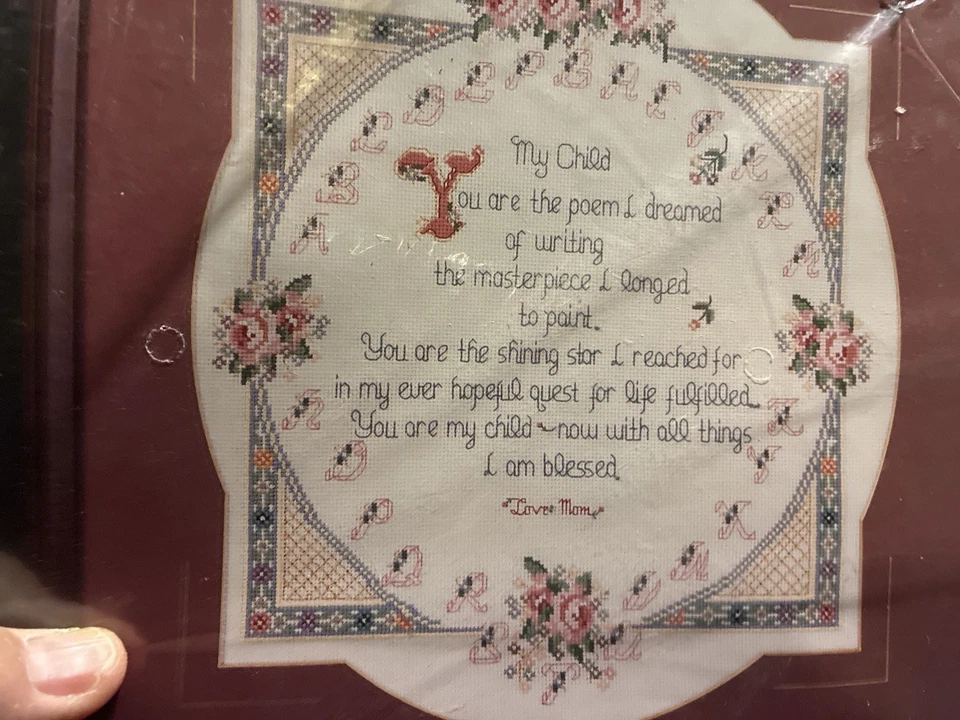 A B C D E F G H I J K L M
My Child
You are the poem I dreamed
of writing
the masterpiece I longed
to paint.
You are the shining star I reached for
in my ever hopeful quest for life fulfilled.
You are my child ~ now with all things
I am blessed.
Love Mom
N O P Q R S T U V W X Y Z